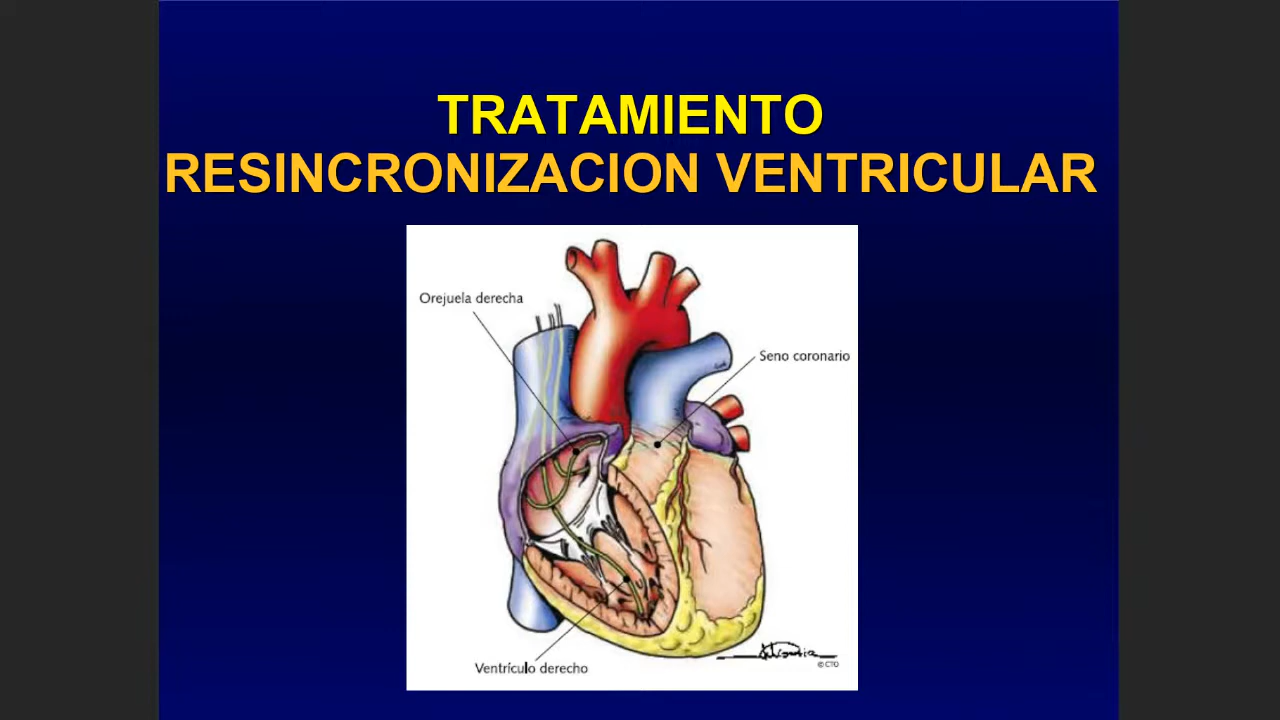 TRATAMIENTO
RESINCRONIZACION VENTRICULAR
Orejuela derecha
Seno coronario
Ventrículo derecho
© CTO